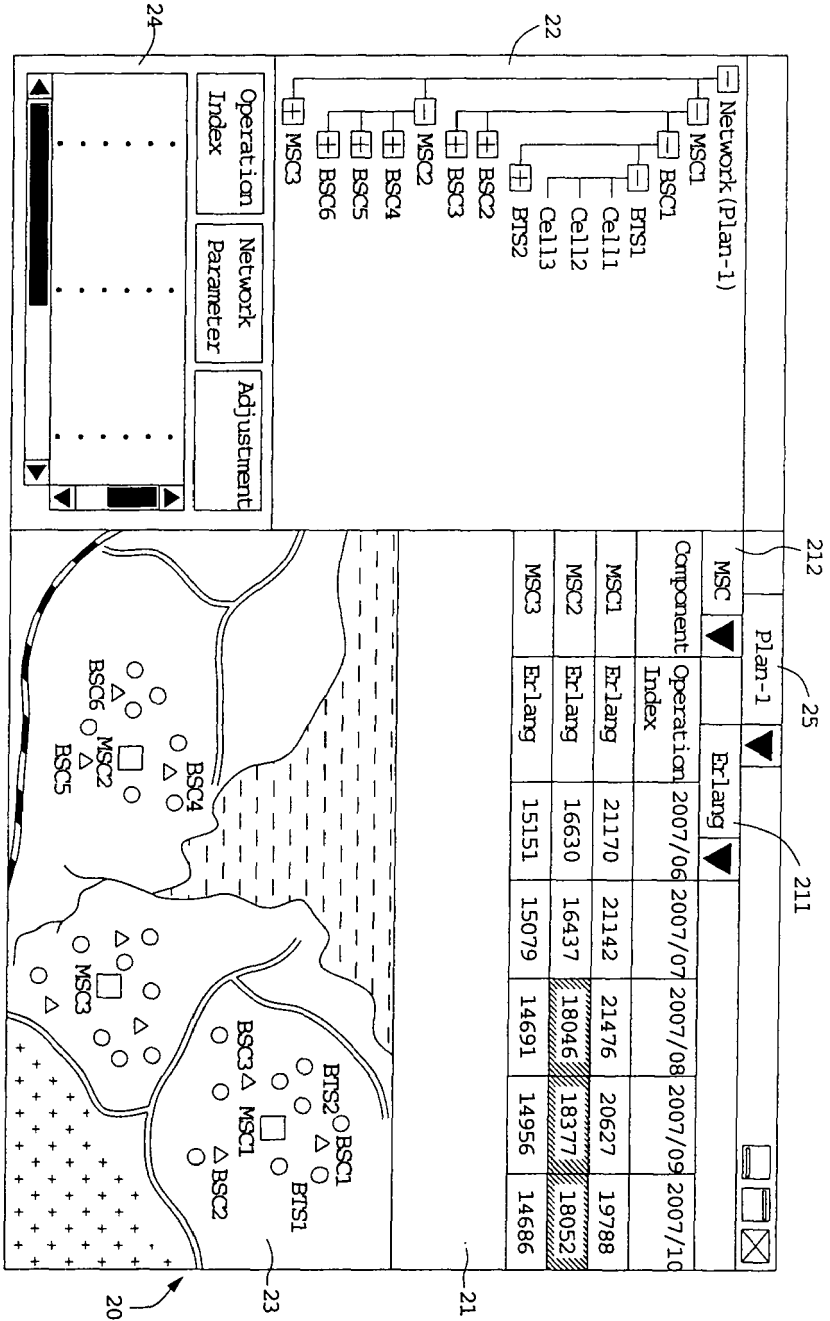 Plan-1
25
22
Network(Plan-1)
MSC1
BSC1
BTS1
Cell1
Cell2
Cell3
BTS2
BSC2
BSC3
MSC2
BSC4
BSC5
BSC6
MSC3
24
Operation Index
Network Parameter
Adjustment
212
211
MSC Erlang
Component Operation Index 2007/06 2007/07 2007/08 2007/09 2007/10
MSC1 Erlang 21170 21142 21476 20627 19788
MSC2 Erlang 16630 16437 18046 18377 18052
MSC3 Erlang 15151 15079 14691 14956 14686
21
BSC1
BTS2
BTS1
MSC1
BSC3
BSC2
BSC4
MSC2
BSC6
BSC5
MSC3
23
20